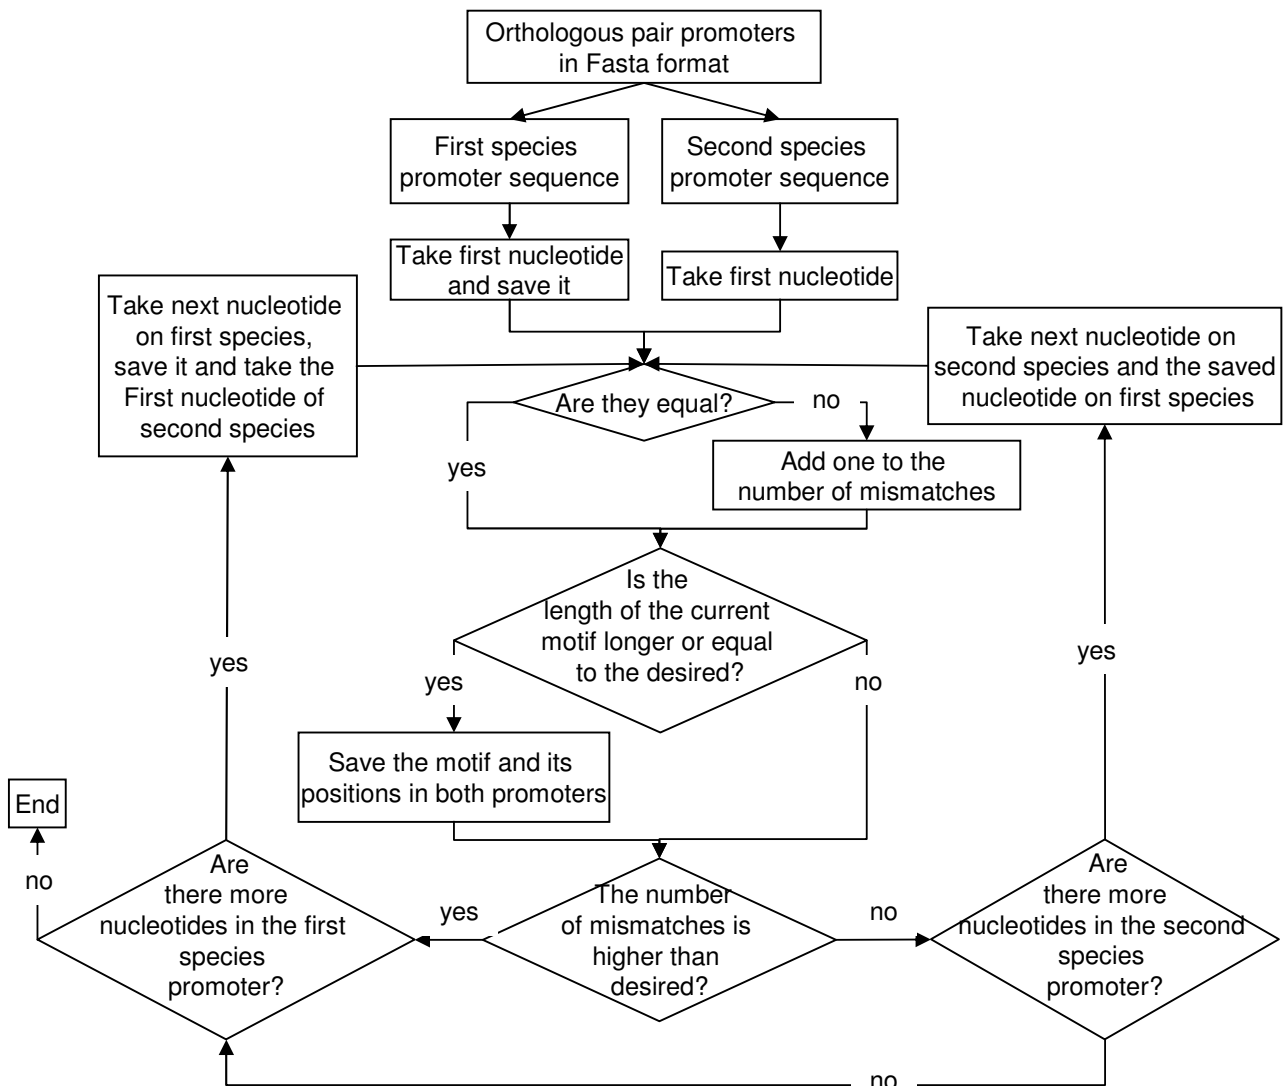 Orthologous pair promoters
in Fasta format
First species
promoter sequence
Second species
promoter sequence
Take first nucleotide
and save it
Take first nucleotide
Take next nucleotide
on first species,
save it and take the
First nucleotide of
second species
Take next nucleotide on
second species and the saved
nucleotide on first species
Are they equal?
no
yes
Add one to the
number of mismatches
Is the
length of the current
motif longer or equal
to the desired?
yes
no
yes
yes
Save the motif and its
positions in both promoters
End
no
Are
there more
nucleotides in the first
species
promoter?
yes
The number
of mismatches is
higher than
desired?
no
Are
there more
nucleotides in the second
species
promoter?
no